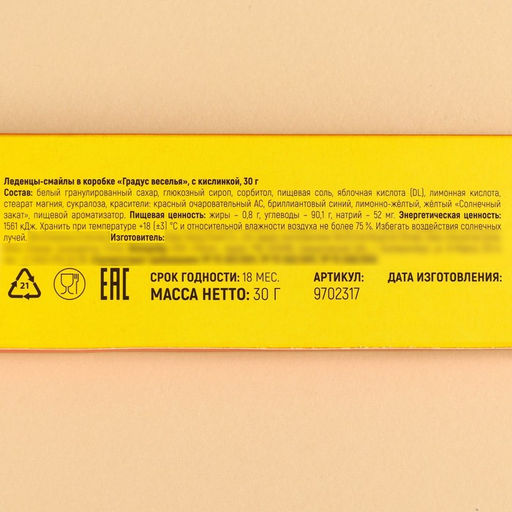 Леденцы-смайлы в коробке «Градус веселья», с кислинкой, 30 г
Состав: белый гранулированный сахар, глюкозный сироп, сорбитол, пищевая соль, яблочная кислота (DL), лимонная кислота,
стеарат магния, сукралоза, красители: красный очаровательный АС, бриллиантовый синий, лимонно-жёлтый, жёлтый «Солнечный
закат», пищевой ароматизатор. Пищевая ценность: жиры – 0,8 г, углеводы – 90,1 г, натрий – 52 мг. Энергетическая ценность:
1561 кДж. Хранить при температуре +18 (±3) °С и относительной влажности воздуха не более 75 %. Избегать воздействия солнечных
лучей. Изготовитель:
21 EAC СРОК ГОДНОСТИ: 18 МЕС. АРТИКУЛ: ДАТА ИЗГОТОВЛЕНИЯ:
МАССА НЕТТО: 30 Г 9702317